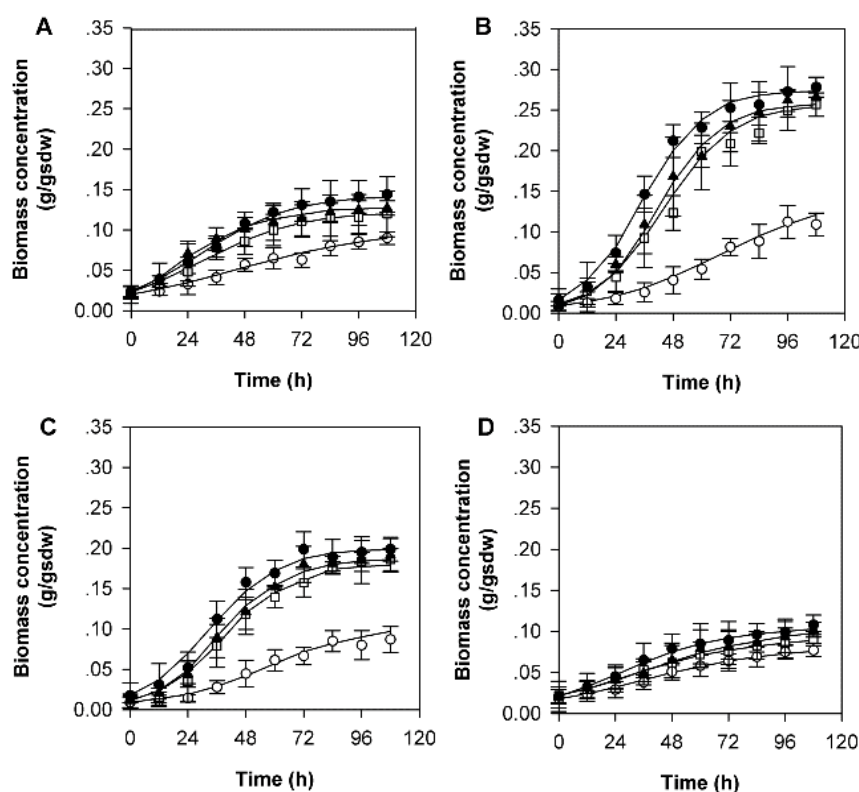 A
Biomass concentration
(g/gsdw)
.35
.30
.25
.20
.15
.10
.05
0.00
0 24 48 72 96 120
Time (h)
B
Biomass concentration
(g/gsdw)
.35
.30
.25
.20
.15
.10
.05
0.00
0 24 48 72 96 120
Time (h)
C
Biomass concentration
(g/gsdw)
.35
.30
.25
.20
.15
.10
.05
0.00
0 24 48 72 96 120
Time (h)
D
Biomass concentration
(g/gsdw)
.35
.30
.25
.20
.15
.10
.05
0.00
0 24 48 72 96 120
Time (h)